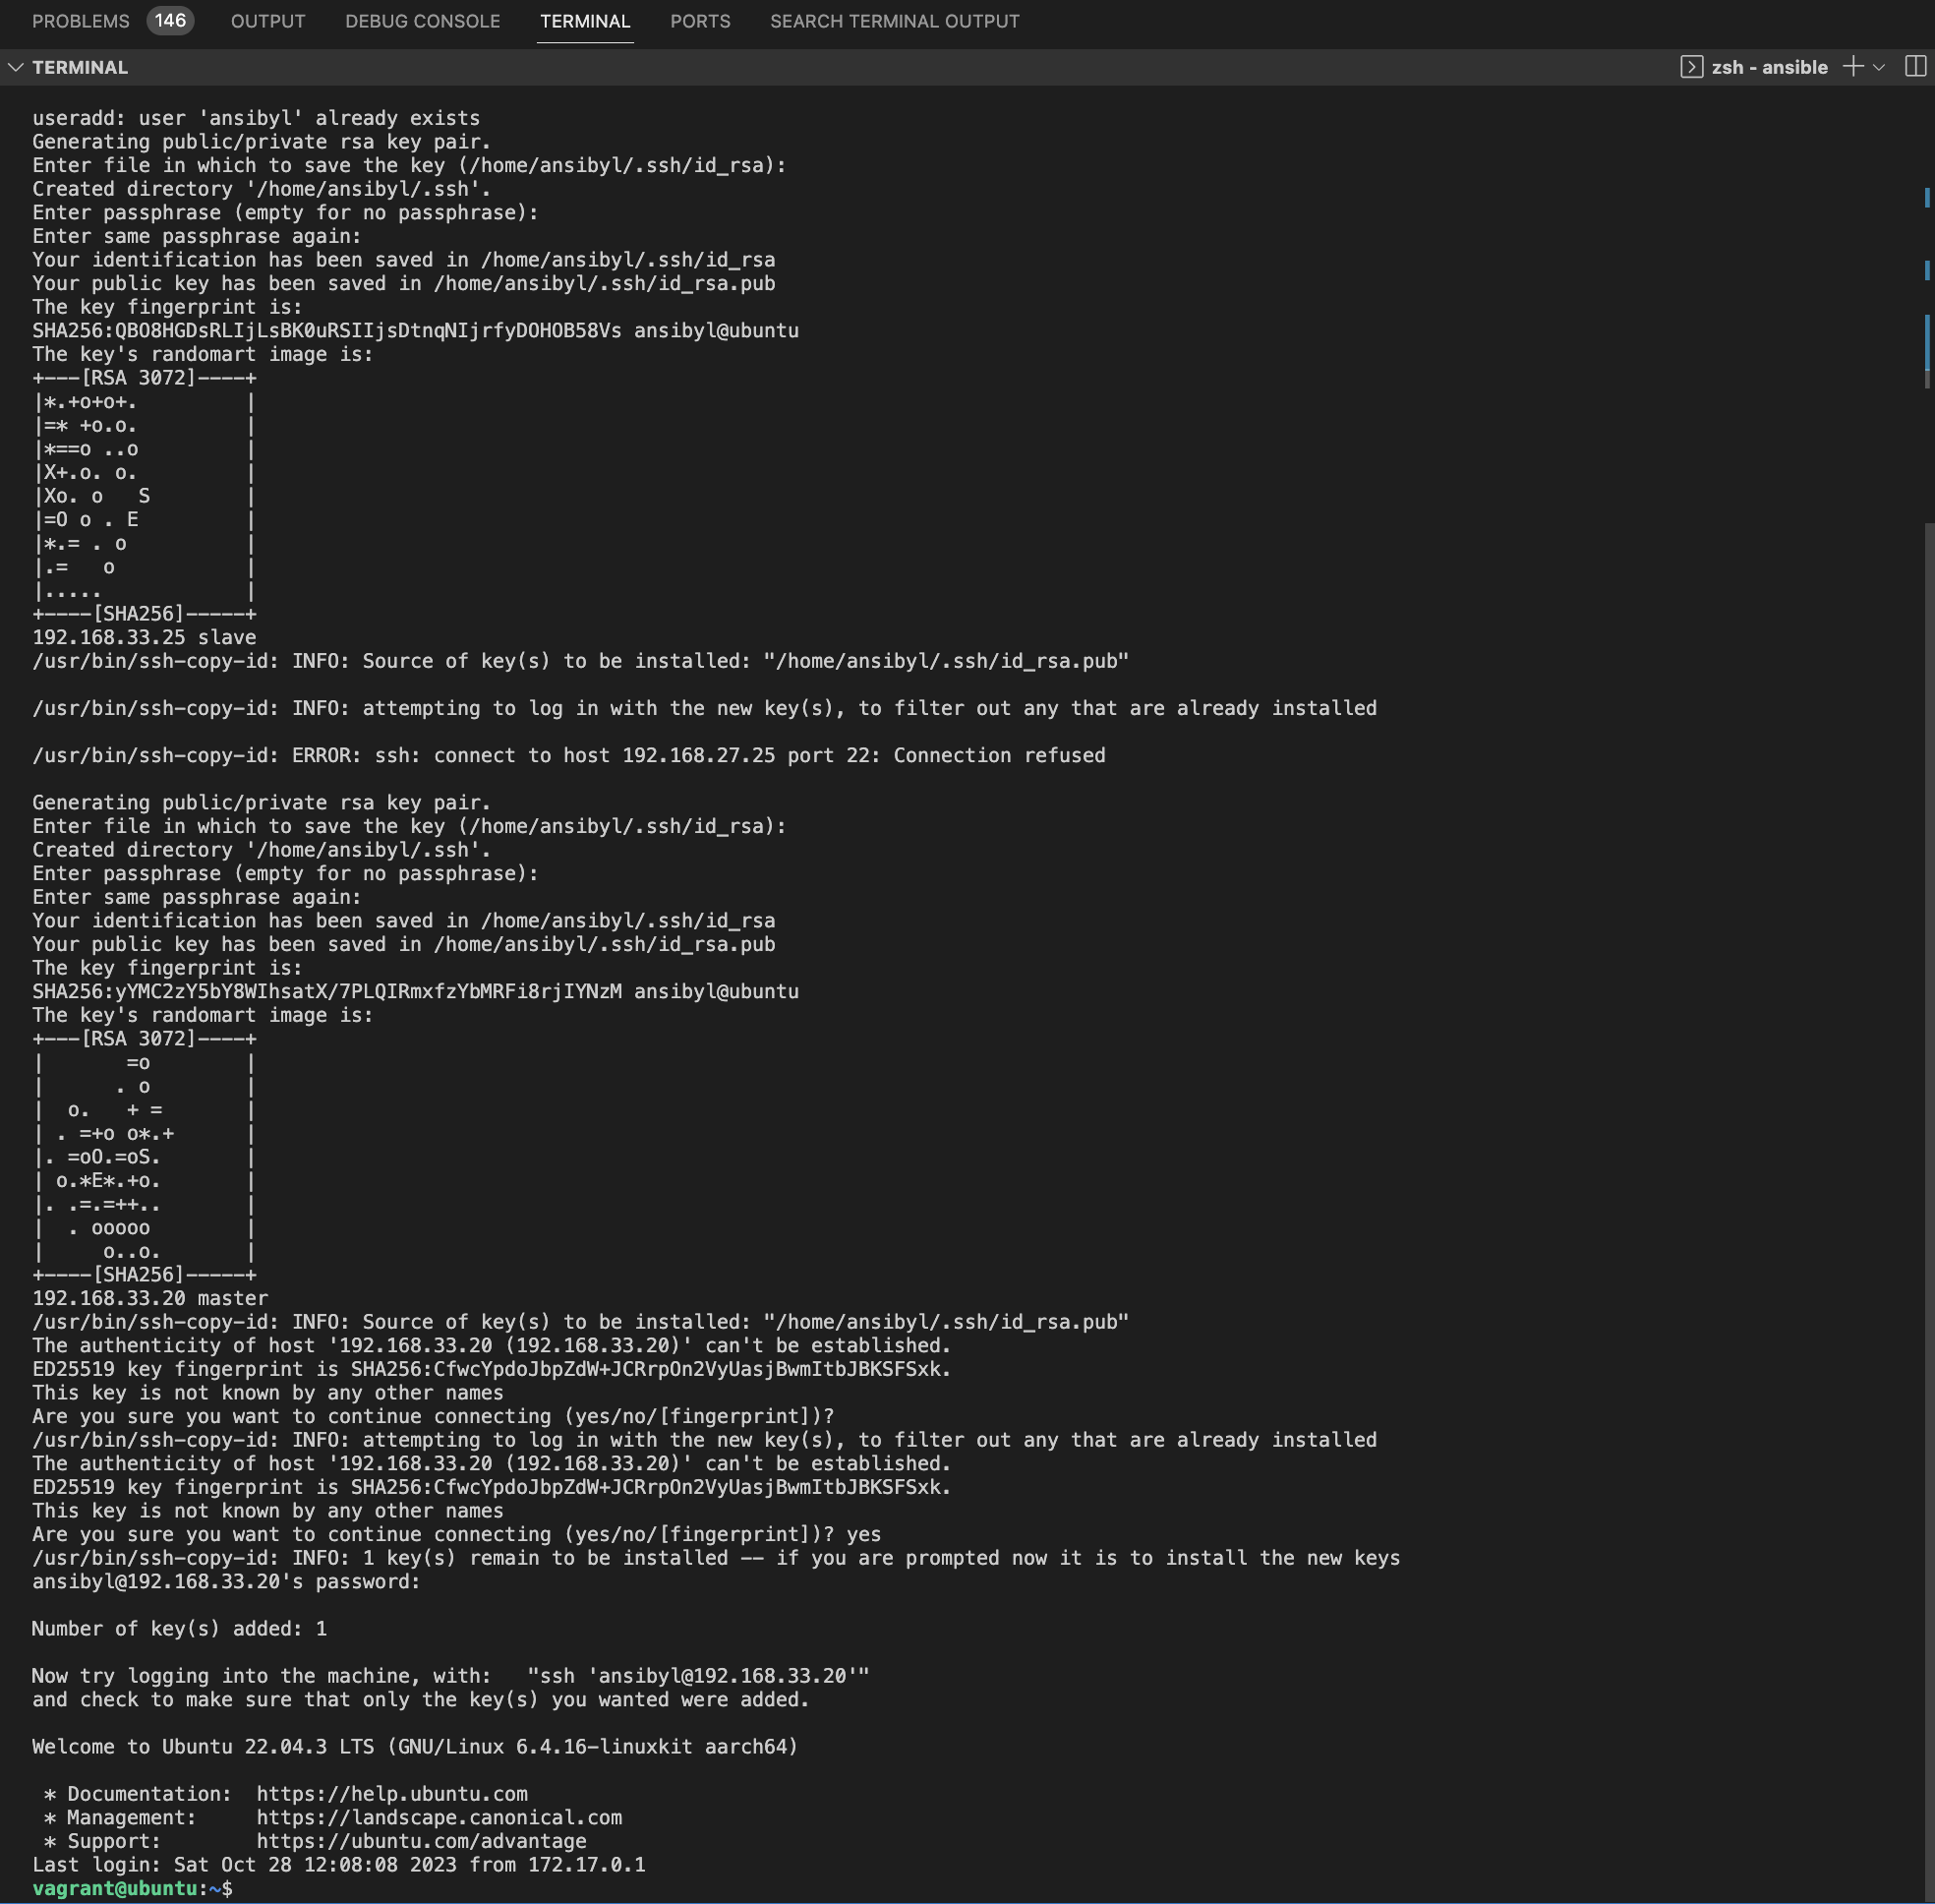 PROBLEMS 146 OUTPUT DEBUG CONSOLE TERMINAL PORTS SEARCH TERMINAL OUTPUT
TERMINAL zsh - ansible
useradd: user 'ansibyl' already exists
Generating public/private rsa key pair.
Enter file in which to save the key (/home/ansibyl/.ssh/id_rsa):
Created directory '/home/ansibyl/.ssh'.
Enter passphrase (empty for no passphrase):
Enter same passphrase again:
Your identification has been saved in /home/ansibyl/.ssh/id_rsa
Your public key has been saved in /home/ansibyl/.ssh/id_rsa.pub
The key fingerprint is:
SHA256:QBO8HGDsRLIjLsBK0uRSIIjsDtnqNIjrfyDOHOB58Vs ansibyl@ubuntu
The key's randomart image is:
+---[RSA 3072]----+
|*.+o+o+.         |
|=* +o.o.         |
|*==o ..o         |
|X+.o. o.         |
|Xo. o   S        |
|=O o . E         |
|*.= . o          |
|.=   o           |
|.....            |
+----[SHA256]-----+
192.168.33.25 slave
/usr/bin/ssh-copy-id: INFO: Source of key(s) to be installed: "/home/ansibyl/.ssh/id_rsa.pub"
/usr/bin/ssh-copy-id: INFO: attempting to log in with the new key(s), to filter out any that are already installed
/usr/bin/ssh-copy-id: ERROR: ssh: connect to host 192.168.27.25 port 22: Connection refused
Generating public/private rsa key pair.
Enter file in which to save the key (/home/ansibyl/.ssh/id_rsa):
Created directory '/home/ansibyl/.ssh'.
Enter passphrase (empty for no passphrase):
Enter same passphrase again:
Your identification has been saved in /home/ansibyl/.ssh/id_rsa
Your public key has been saved in /home/ansibyl/.ssh/id_rsa.pub
The key fingerprint is:
SHA256:yYMC2zY5bY8WIhsatX/7PLQIRmxfzYbMRFi8rjIYNzM ansibyl@ubuntu
The key's randomart image is:
+---[RSA 3072]----+
|       =o        |
|      . o        |
|  o.   + =       |
| . =+o o*.+      |
|. =oO.=oS.       |
| o.*E*.+o.       |
|. .=.=++..       |
|  . ooooo        |
|     o..o.       |
+----[SHA256]-----+
192.168.33.20 master
/usr/bin/ssh-copy-id: INFO: Source of key(s) to be installed: "/home/ansibyl/.ssh/id_rsa.pub"
The authenticity of host '192.168.33.20 (192.168.33.20)' can't be established.
ED25519 key fingerprint is SHA256:CfwcYpdoJbpZdW+JCRrpOn2VyUasjBwmItbJBKSFSxk.
This key is not known by any other names
Are you sure you want to continue connecting (yes/no/[fingerprint])?
/usr/bin/ssh-copy-id: INFO: attempting to log in with the new key(s), to filter out any that are already installed
The authenticity of host '192.168.33.20 (192.168.33.20)' can't be established.
ED25519 key fingerprint is SHA256:CfwcYpdoJbpZdW+JCRrpOn2VyUasjBwmItbJBKSFSxk.
This key is not known by any other names
Are you sure you want to continue connecting (yes/no/[fingerprint])? yes
/usr/bin/ssh-copy-id: INFO: 1 key(s) remain to be installed -- if you are prompted now it is to install the new keys
ansibyl@192.168.33.20's password:
Number of key(s) added: 1
Now try logging into the machine, with:   "ssh 'ansibyl@192.168.33.20'"
and check to make sure that only the key(s) you wanted were added.
Welcome to Ubuntu 22.04.3 LTS (GNU/Linux 6.4.16-linuxkit aarch64)
* Documentation:  https://help.ubuntu.com
* Management:     https://landscape.canonical.com
* Support:        https://ubuntu.com/advantage
Last login: Sat Oct 28 12:08:08 2023 from 172.17.0.1
vagrant@ubuntu:~$